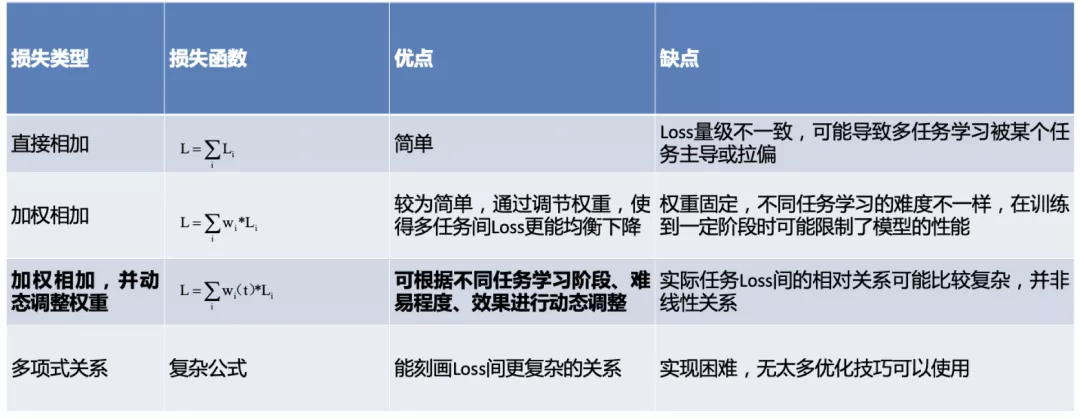 损失类型 损失函数 优点 缺点
直接相加 L=∑Li 简单 Loss量级不一致，可能导致多任务学习被某个任
i 务主导或拉偏
加权相加 L=∑wi*Li 较为简单，通过调节权重，使 权重固定，不同任务学习的难度不一样，在训练
i 得多任务间Loss更能均衡下降 到一定阶段时可能限制了模型的性能
加权相加，并动 L=∑wi(t)*Li 可根据不同任务学习阶段、难 实际任务Loss间的相对关系可能比较复杂，并非
态调整权重 i 易程度、效果进行动态调整 线性关系
多项式关系 复杂公式 能刻画Loss间更复杂的关系 实现困难，无太多优化技巧可以使用